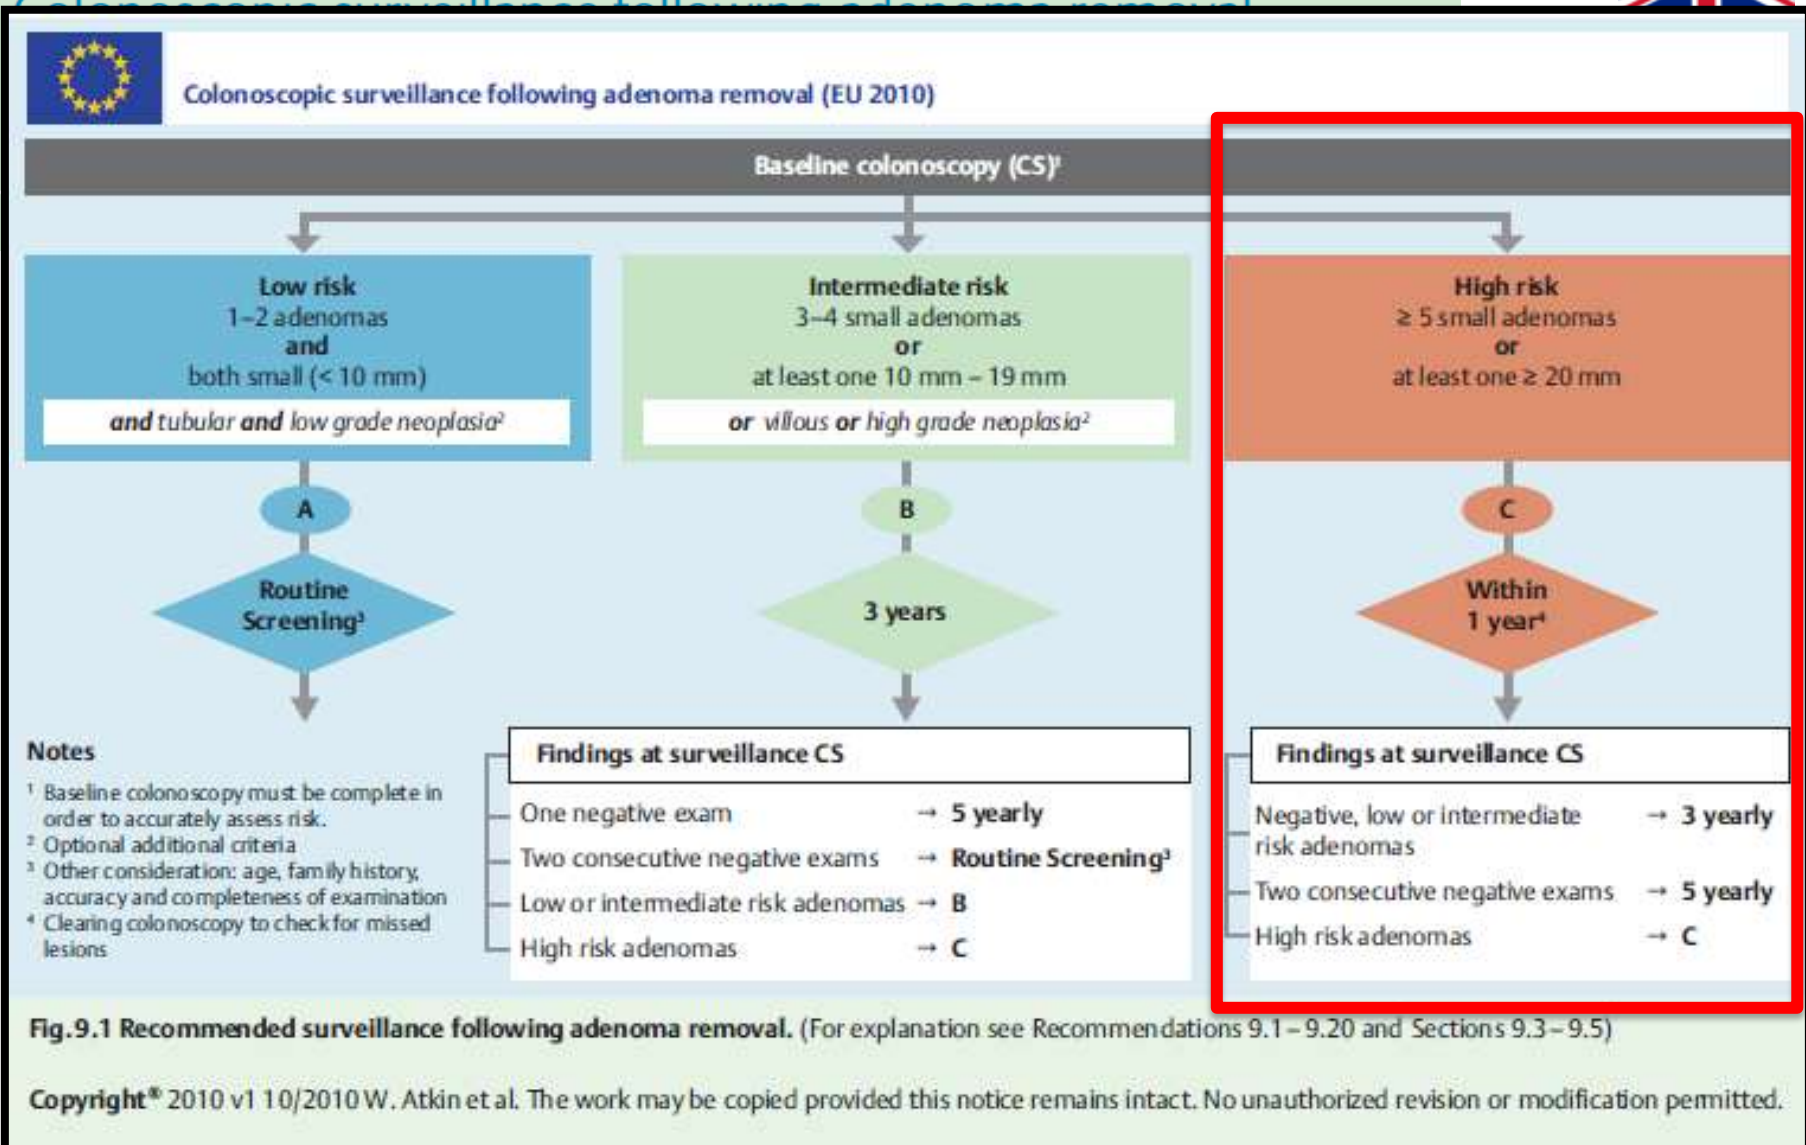 Colonoscopic surveillance following adenoma removal
Colonoscopic surveillance following adenoma removal (EU 2010)
Baseline colonoscopy (CS)¹
Low risk
1–2 adenomas
and
both small (< 10 mm)
and tubular and low grade neoplasia²
A
Routine
Screening³
Intermediate risk
3–4 small adenomas
or
at least one 10 mm – 19 mm
or villous or high grade neoplasia²
B
3 years
High risk
≥ 5 small adenomas
or
at least one ≥ 20 mm
C
Within
1 year⁴
Notes
¹ Baseline colonoscopy must be complete in
order to accurately assess risk.
² Optional additional criteria
³ Other consideration: age, family history,
accuracy and completeness of examination
⁴ Clearing colonoscopy to check for missed
lesions
Findings at surveillance CS
One negative exam → 5 yearly
Two consecutive negative exams → Routine Screening³
Low or intermediate risk adenomas → B
High risk adenomas → C
Findings at surveillance CS
Negative, low or intermediate → 3 yearly
risk adenomas
Two consecutive negative exams → 5 yearly
High risk adenomas → C
Fig.9.1 Recommended surveillance following adenoma removal. (For explanation see Recommendations 9.1–9.20 and Sections 9.3–9.5)
Copyright® 2010 v1 10/2010 W. Atkin et al. The work may be copied provided this notice remains intact. No unauthorized revision or modification permitted.